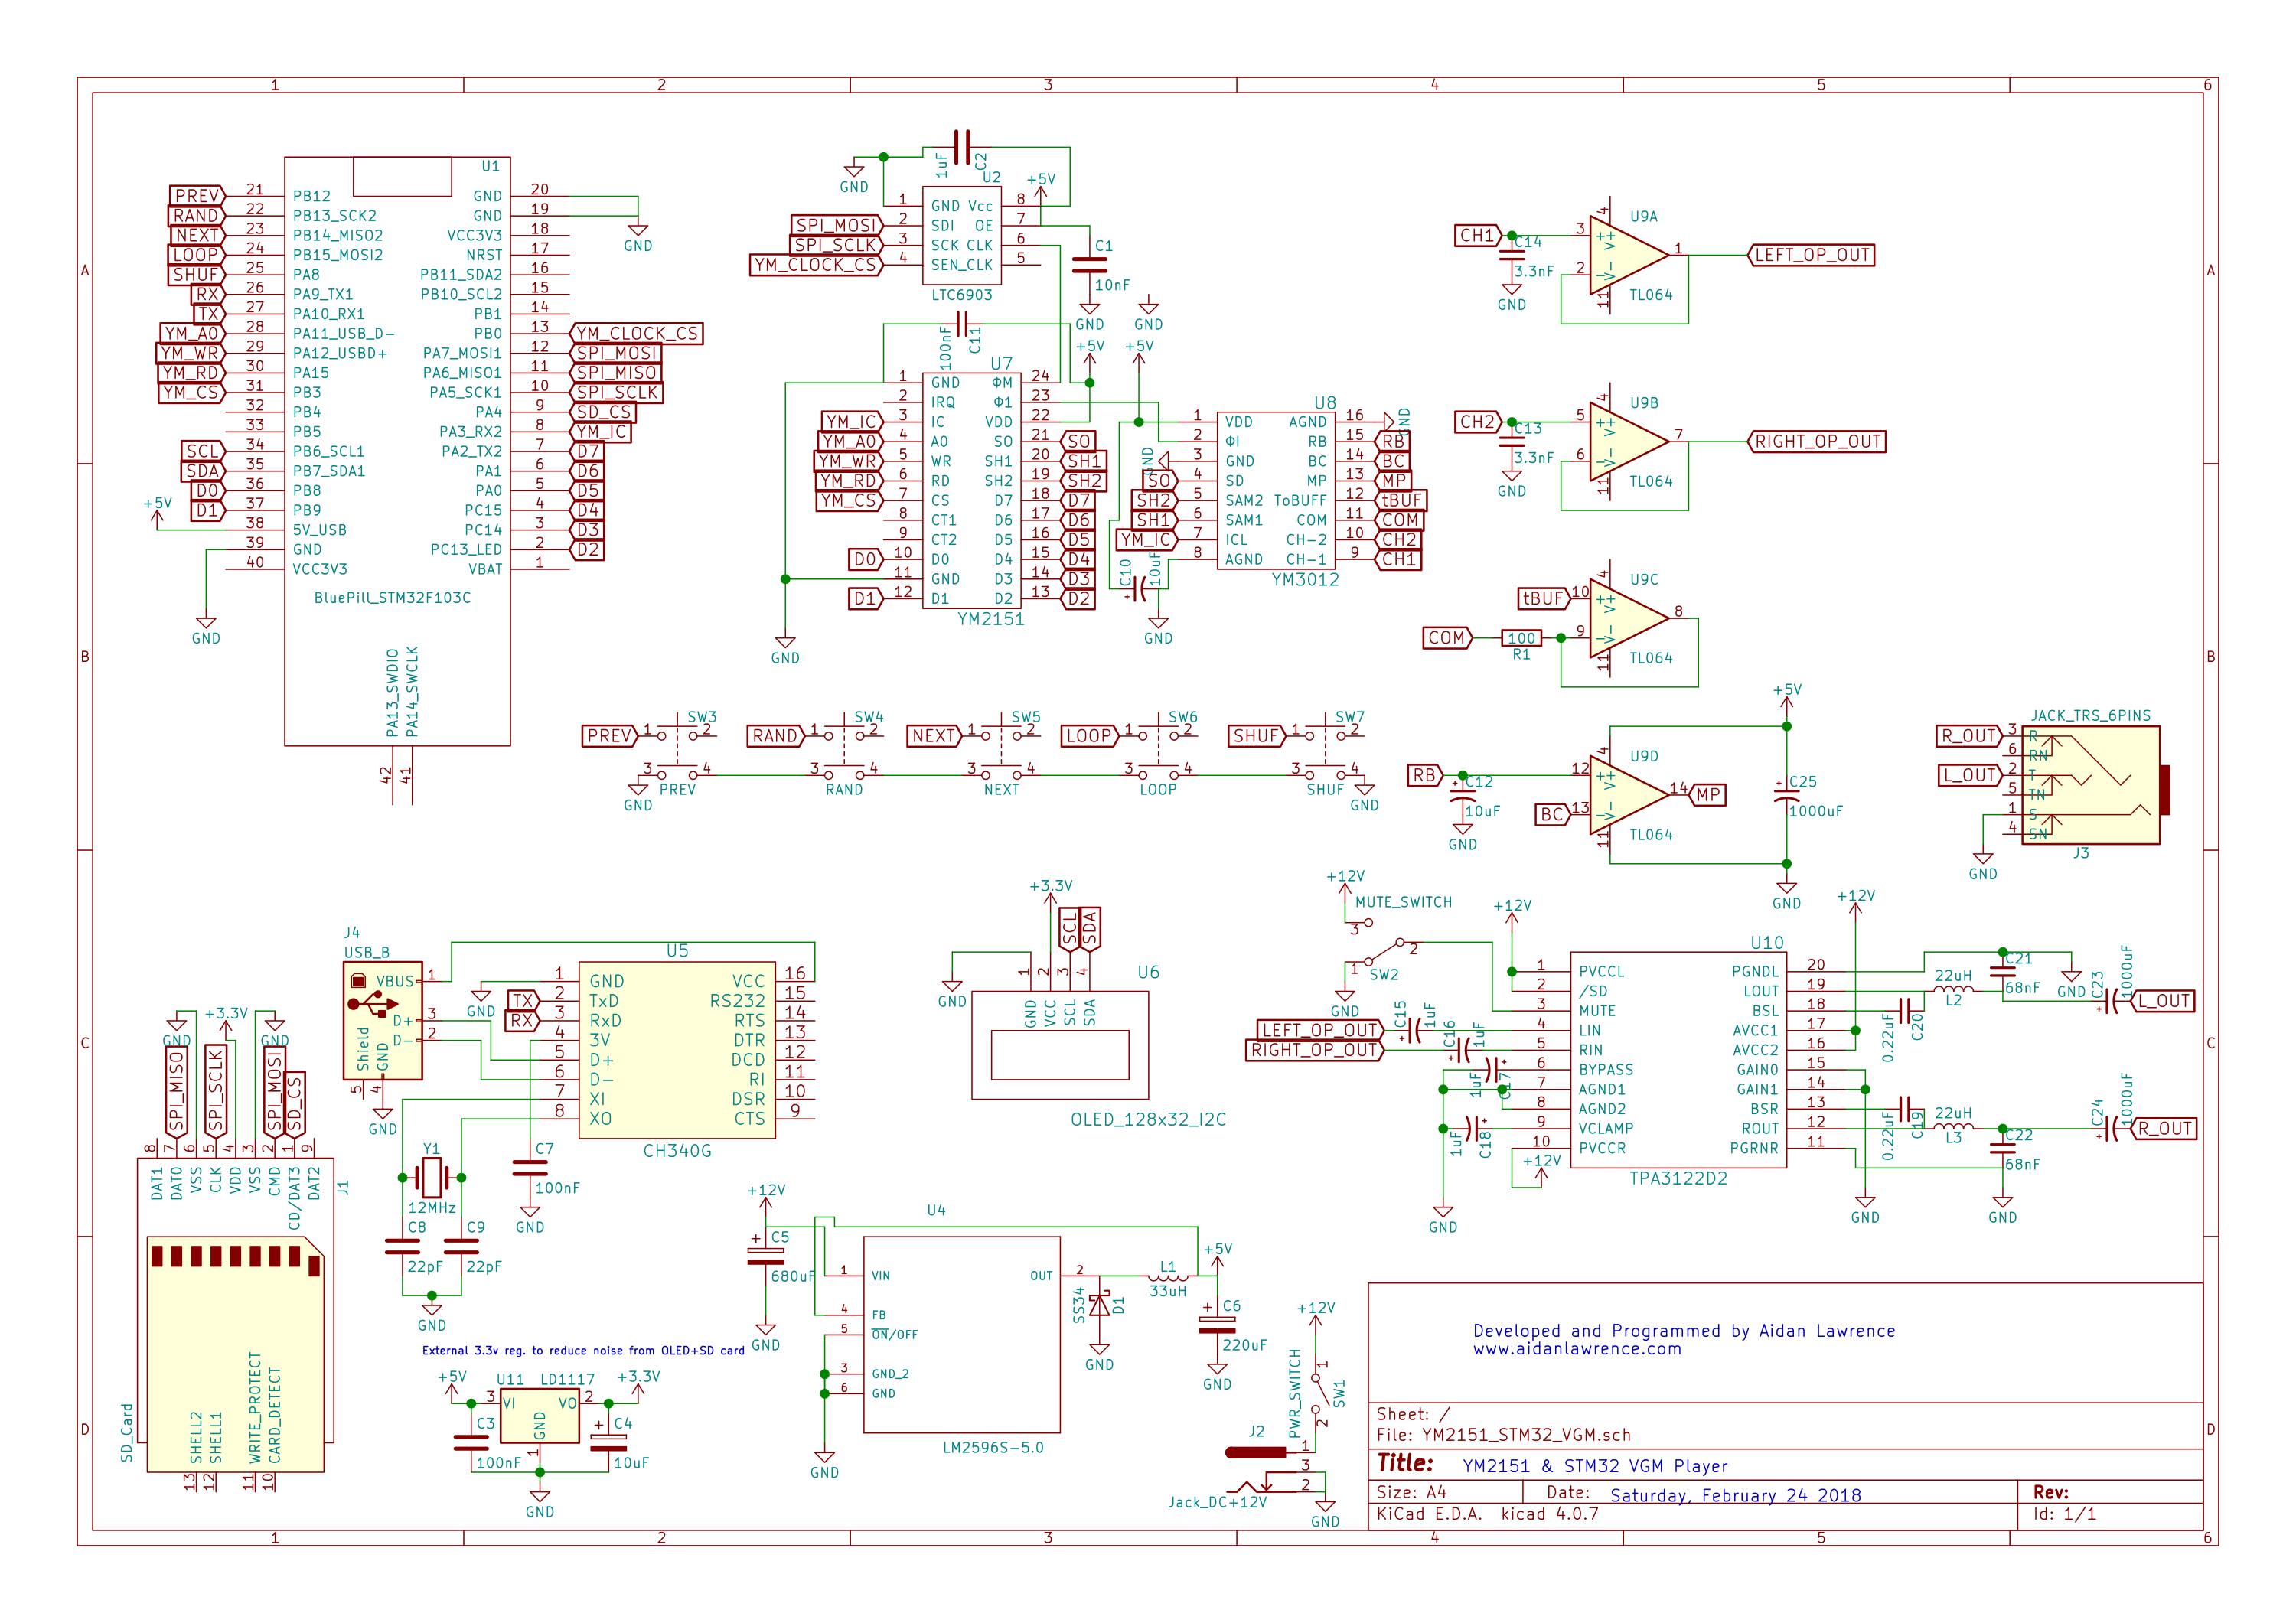 1 2 3 4 5 6
A A
B B
C C
D D
1 2 3 4 5 6
U1
PREV 21 PB12 GND 20
RAND 22 PB13_SCK2 GND 19
NEXT 23 PB14_MISO2 VCC3V3 18
LOOP 24 PB15_MOSI2 NRST 17
SHUF 25 PA8 PB11_SDA2 16
RX 26 PA9_TX1 PB10_SCL2 15
TX 27 PA10_RX1 PB1 14
YM_A0 28 PA11_USB_D- PB0 13 YM_CLOCK_CS
YM_WR 29 PA12_USBD+ PA7_MOSI1 12 SPI_MOSI
YM_RD 30 PA15 PA6_MISO1 11 SPI_MISO
YM_CS 31 PB3 PA5_SCK1 10 SPI_SCLK
32 PB4 PA4 9 SD_CS
33 PB5 PA3_RX2 8 YM_IC
SCL 34 PB6_SCL1 PA2_TX2 7 D7
SDA 35 PB7_SDA1 PA1 6 D6
D0 36 PB8 PA0 5 D5
D1 37 PB9 PC15 4 D4
+5V 38 5V_USB PC14 3 D3
39 GND PC13_LED 2 D2
40 VCC3V3 VBAT 1
BluePill_STM32F103C
GND
GND
PA13_SWDIO 42
PA14_SWCLK 41
1uF C2
GND
U2
+5V
1 GND Vcc 8
SPI_MOSI 2 SDI OE 7
SPI_SCLK 3 SCK CLK 6
YM_CLOCK_CS 4 SEN_CLK 5
LTC6903
C1
10nF
GND
GND
100nF C11
+5V
+5V
U7
1 GND ΦM 24
2 IRQ Φ1 23
YM_IC 3 IC VDD 22
YM_A0 4 A0 SO 21 SO
YM_WR 5 WR SH1 20 SH1
YM_RD 6 RD SH2 19 SH2
YM_CS 7 CS D7 18 D7
8 CT1 D6 17 D6
9 CT2 D5 16 D5
D0 10 D0 D4 15 D4
11 GND D3 14 D3
D1 12 D1 D2 13 D2
YM2151
GND
U8
1 VDD AGND 16 GND
2 ΦI RB 15 RB
GND 3 GND BC 14 BC
SO 4 SD MP 13 MP
SH2 5 SAM2 ToBUFF 12 tBUF
SH1 6 SAM1 COM 11 COM
YM_IC 7 ICL CH-2 10 CH2
8 AGND CH-1 9 CH1
YM3012
C10
10uF
GND
CH1 C14 3.3nF GND
3 + V+ 4 U9A
2 - V- 11 1
TL064
LEFT_OP_OUT
CH2 C13 3.3nF GND
5 + V+ 4 U9B
6 - V- 11 7
TL064
RIGHT_OP_OUT
tBUF 10 + V+ 4 U9C
COM 100 R1 9 - V- 11 8
TL064
RB C12 10uF GND
12 + V+ 4 U9D
BC 13 - V- 11 14 MP
TL064
+5V
C25
1000uF
GND
JACK_TRS_6PINS
R_OUT 3 R
6 RN
L_OUT 2 T
5 TN
1 S
4 SN
J3
GND
PREV 1 2 SW3
3 4
GND PREV
RAND 1 2 SW4
3 4
RAND
NEXT 1 2 SW5
3 4
NEXT
LOOP 1 2 SW6
3 4
LOOP
SHUF 1 2 SW7
3 4
SHUF GND
J4
USB_B
VBUS 1
D+ 3
D- 2
Shield 5
GND 4
GND
U5
1 GND VCC 16
TX 2 TxD RS232 15
RX 3 RxD RTS 14
4 3V DTR 13
5 D+ DCD 12
6 D- RI 11
7 XI DSR 10
8 XO CTS 9
CH340G
GND
Y1
12MHz
C8 22pF
C9 22pF
GND
C7
100nF
GND
GND +3.3V GND
SPI_MISO SPI_SCLK SPI_MOSI SD_CS
8 7 6 5 4 3 2 1 9
DAT1 DAT0 VSS CLK VDD VSS CMD CD/DAT3 DAT2
J1
SD_Card
SHELL2 SHELL1 WRITE_PROTECT CARD_DETECT
13 12 11 10
+3.3V
SCL SDA
GND
1 2 3 4
GND VCC SCL SDA
U6
OLED_128x32_I2C
+12V
MUTE_SWITCH
3
2
1 SW2
GND
+12V
LEFT_OP_OUT C15 1uF
RIGHT_OP_OUT C16 1uF
1uF C17
1uF C18
GND
+12V
U10
1 PVCCL PGNDL 20
2 /SD LOUT 19
3 MUTE BSL 18
4 LIN AVCC1 17
5 RIN AVCC2 16
6 BYPASS GAIN0 15
7 AGND1 GAIN1 14
8 AGND2 BSR 13
9 VCLAMP ROUT 12
10 PVCCR PGRNR 11
TPA3122D2
+12V
22uH L2
0.22uF C20
C21 68nF
GND
C23 1000uF L_OUT
22uH L3
0.22uF C19
C22 68nF
C24 1000uF R_OUT
GND
GND
External 3.3v reg. to reduce noise from OLED+SD card
+5V U11 LD1117 +3.3V
3 VI VO 2
GND
1
C3 100nF
C4 10uF
GND
+12V
C5
680uF
GND
U4
1 VIN OUT 2
4 FB
5 ON/OFF
3 GND_2
6 GND
LM2596S-5.0
GND
SS34 D1
GND
L1
33uH
+5V
C6
220uF
GND
+12V
PWR_SWITCH
1
2
SW1
J2
1
3
2
Jack_DC+12V
GND
Developed and Programmed by Aidan Lawrence
www.aidanlawrence.com
Sheet: /
File: YM2151_STM32_VGM.sch
Title: YM2151 & STM32 VGM Player
Size: A4 Date: Saturday, February 24 2018 Rev:
KiCad E.D.A. kicad 4.0.7 Id: 1/1